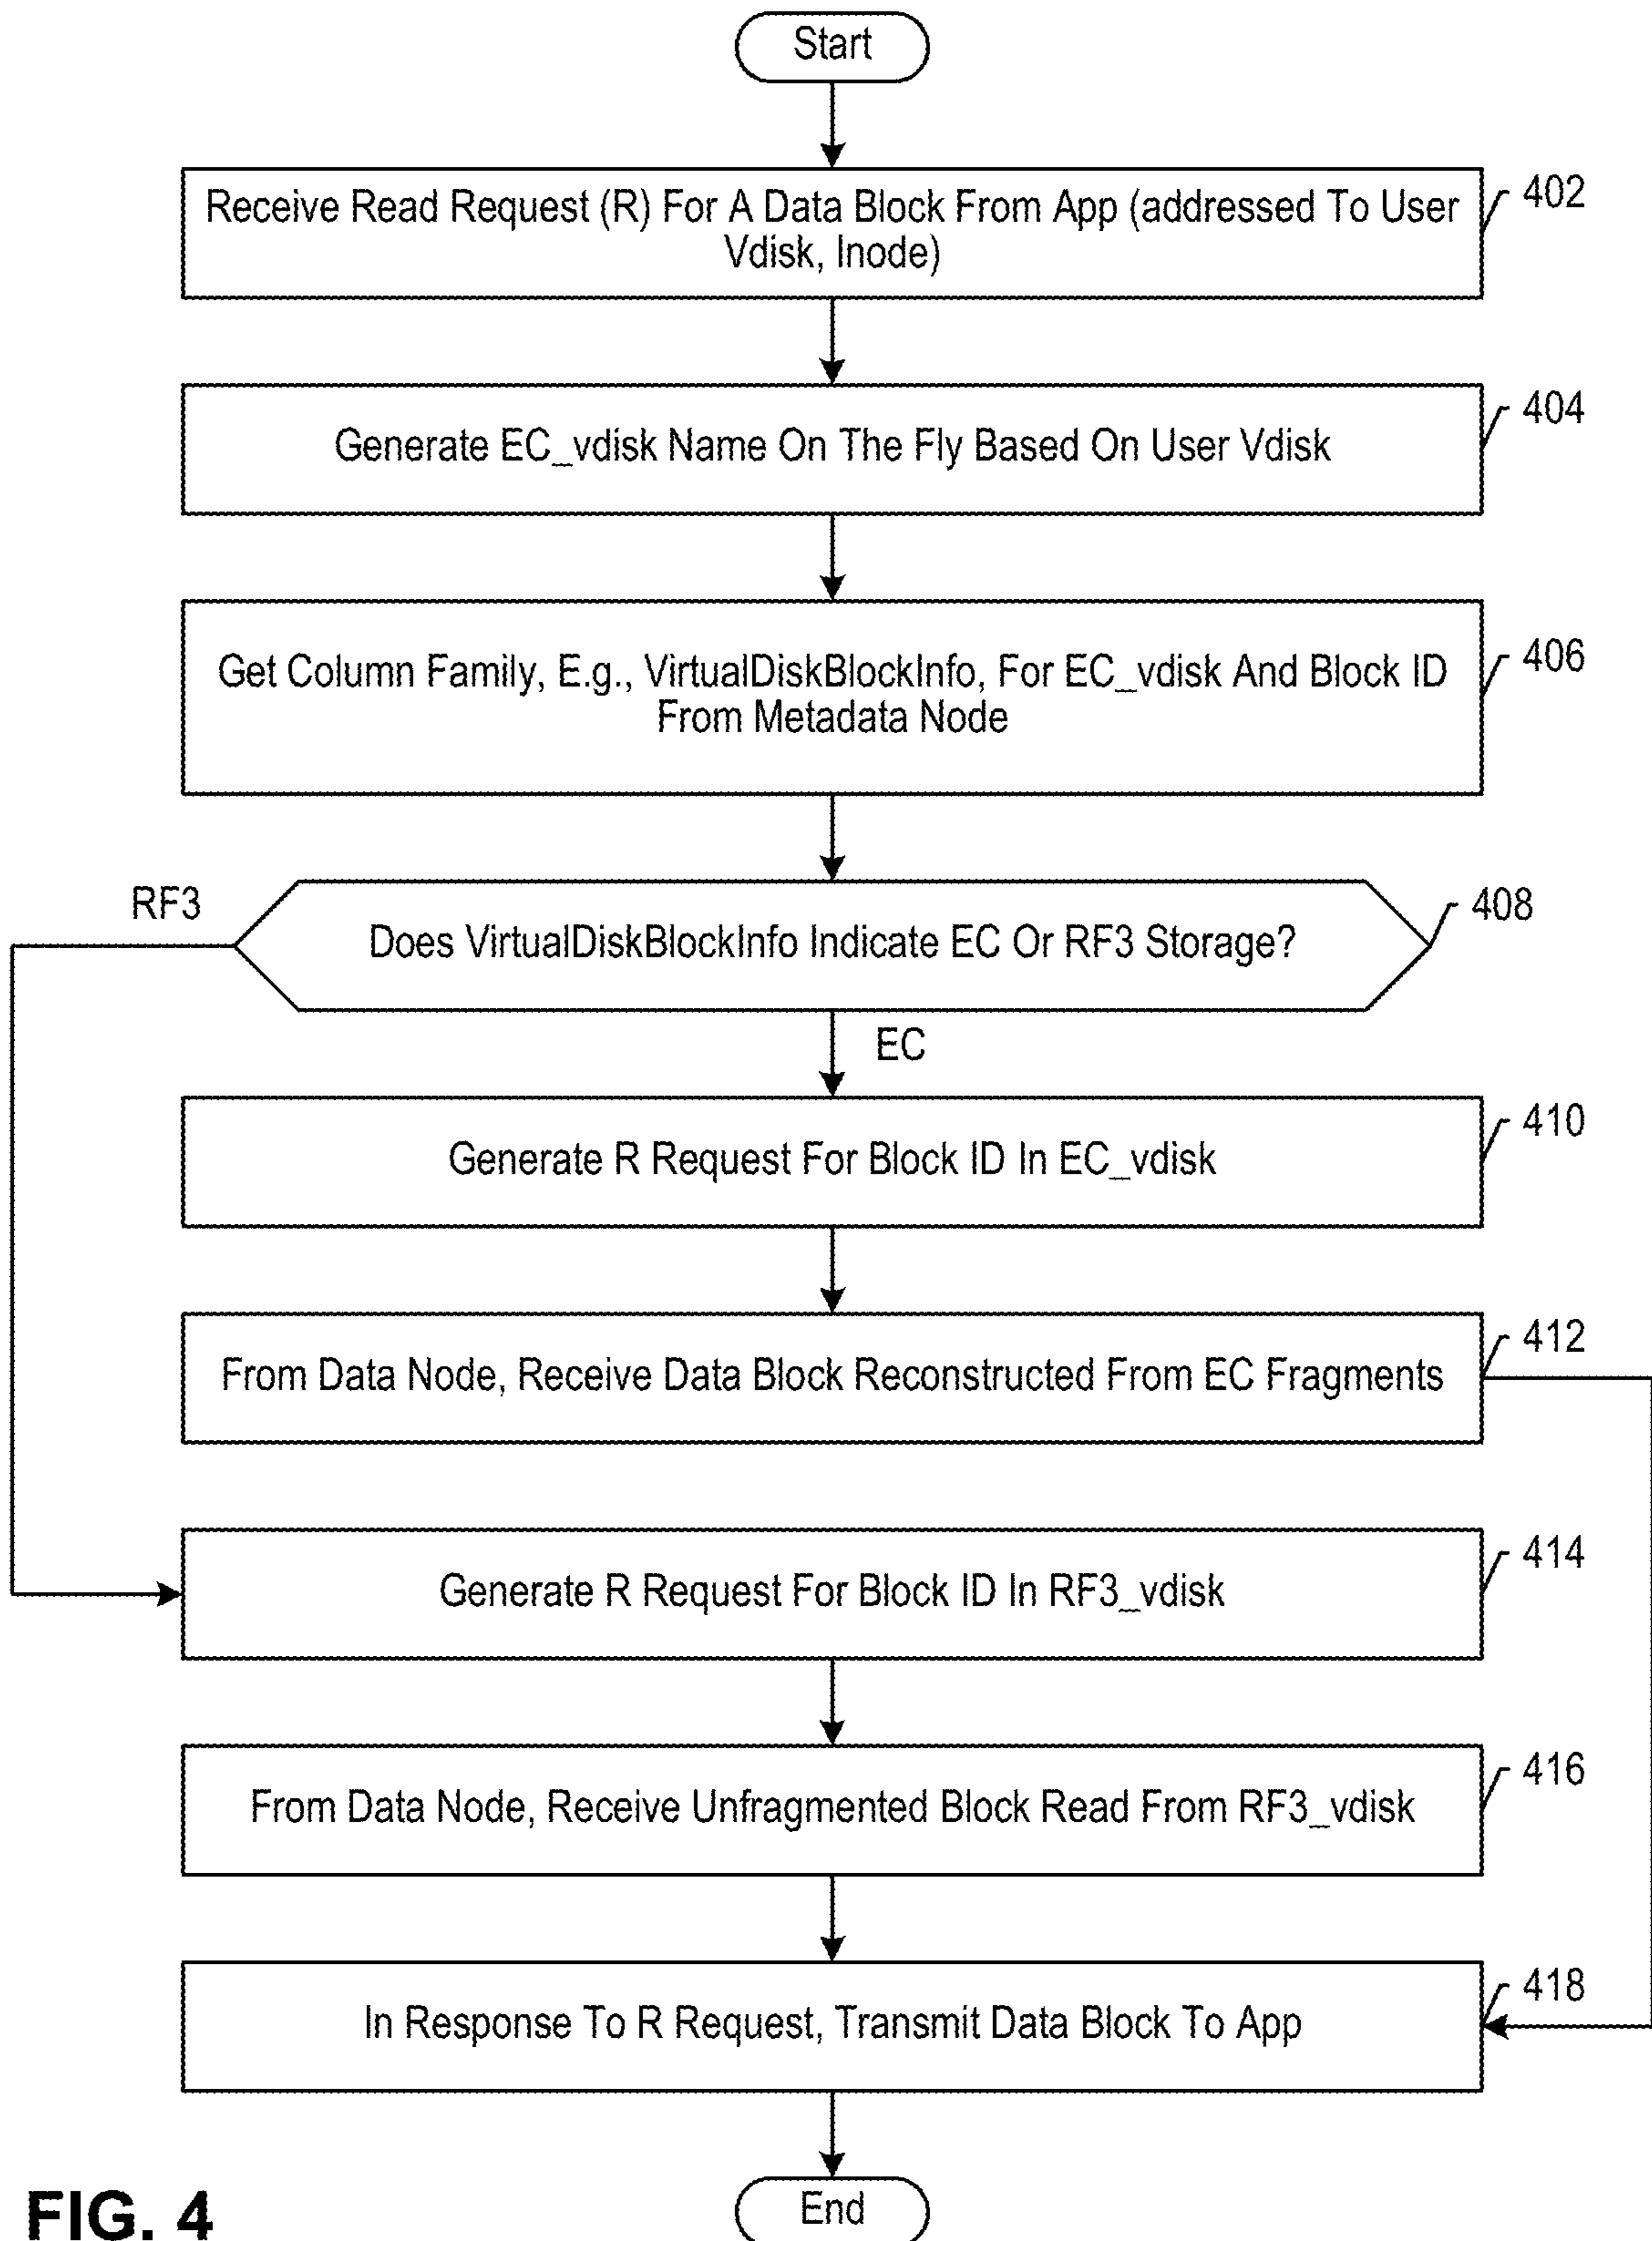 Start
Receive Read Request (R) For A Data Block From App (addressed To User
Vdisk, Inode)
402
Generate EC_vdisk Name On The Fly Based On User Vdisk
404
Get Column Family, E.g., VirtualDiskBlockInfo, For EC_vdisk And Block ID
From Metadata Node
406
RF3
Does VirtualDiskBlockInfo Indicate EC Or RF3 Storage?
408
EC
Generate R Request For Block ID In EC_vdisk
410
From Data Node, Receive Data Block Reconstructed From EC Fragments
412
Generate R Request For Block ID In RF3_vdisk
414
From Data Node, Receive Unfragmented Block Read From RF3_vdisk
416
In Response To R Request, Transmit Data Block To App
418
End
FIG. 4